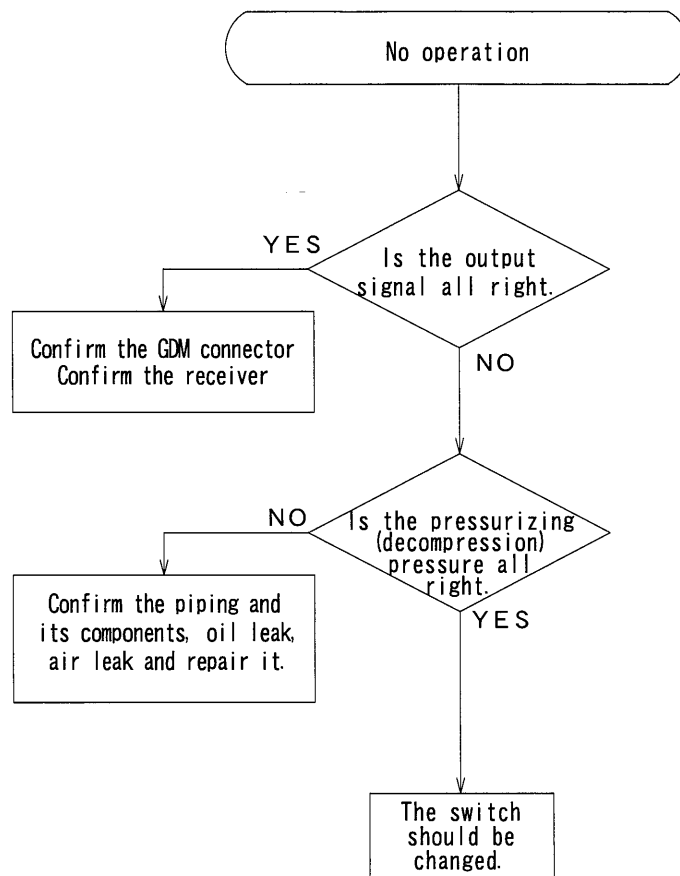 No operation
YES
Is the output
signal all right.
Confirm the GDM connector
Confirm the receiver
NO
NO
Is the pressurizing
(decompression)
pressure all
right.
Confirm the piping and
its components, oil leak,
air leak and repair it.
YES
The switch
should be
changed.